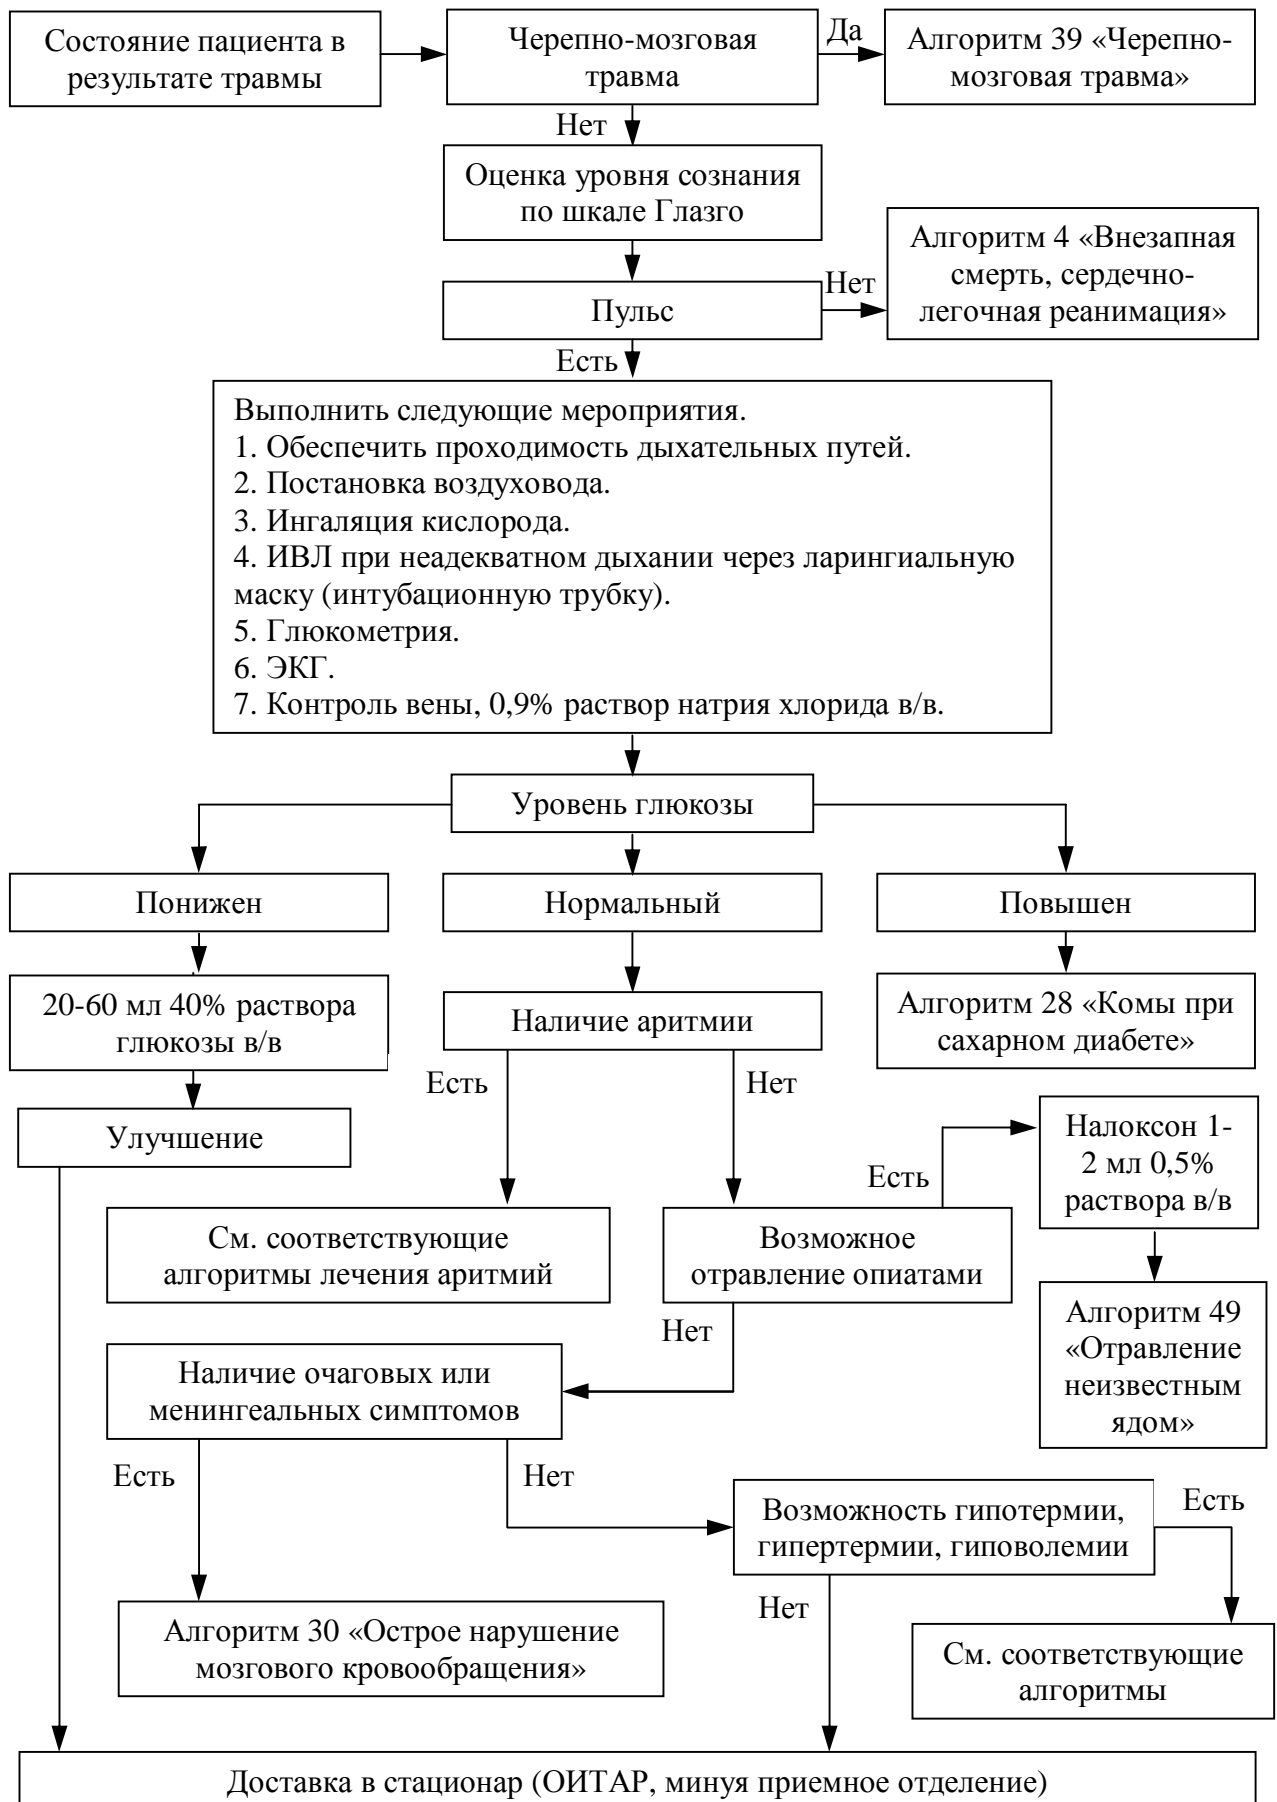 Состояние пациента в
результате травмы
Черепно-мозговая
травма
Да
Алгоритм 39 «Черепно-
мозговая травма»
Нет
Оценка уровня сознания
по шкале Глазго
Алгоритм 4 «Внезапная
смерть, сердечно-
легочная реанимация»
Пульс
Нет
Есть
Выполнить следующие мероприятия.
1. Обеспечить проходимость дыхательных путей.
2. Постановка воздуховода.
3. Ингаляция кислорода.
4. ИВЛ при неадекватном дыхании через ларингиальную
маску (интубационную трубку).
5. Глюкометрия.
6. ЭКГ.
7. Контроль вены, 0,9% раствор натрия хлорида в/в.
Уровень глюкозы
Понижен
Нормальный
Повышен
20-60 мл 40% раствора
глюкозы в/в
Наличие аритмии
Алгоритм 28 «Комы при
сахарном диабете»
Есть
Нет
Улучшение
Налоксон 1-
2 мл 0,5%
раствора в/в
Есть
См. соответствующие
алгоритмы лечения аритмий
Возможное
отравление опиатами
Алгоритм 49
«Отравление
неизвестным
ядом»
Нет
Наличие очаговых или
менингеальных симптомов
Есть
Нет
Возможность гипотермии,
гипертермии, гиповолемии
Есть
Нет
Алгоритм 30 «Острое нарушение
мозгового кровообращения»
См. соответствующие
алгоритмы
Доставка в стационар (ОИТАР, минуя приемное отделение)